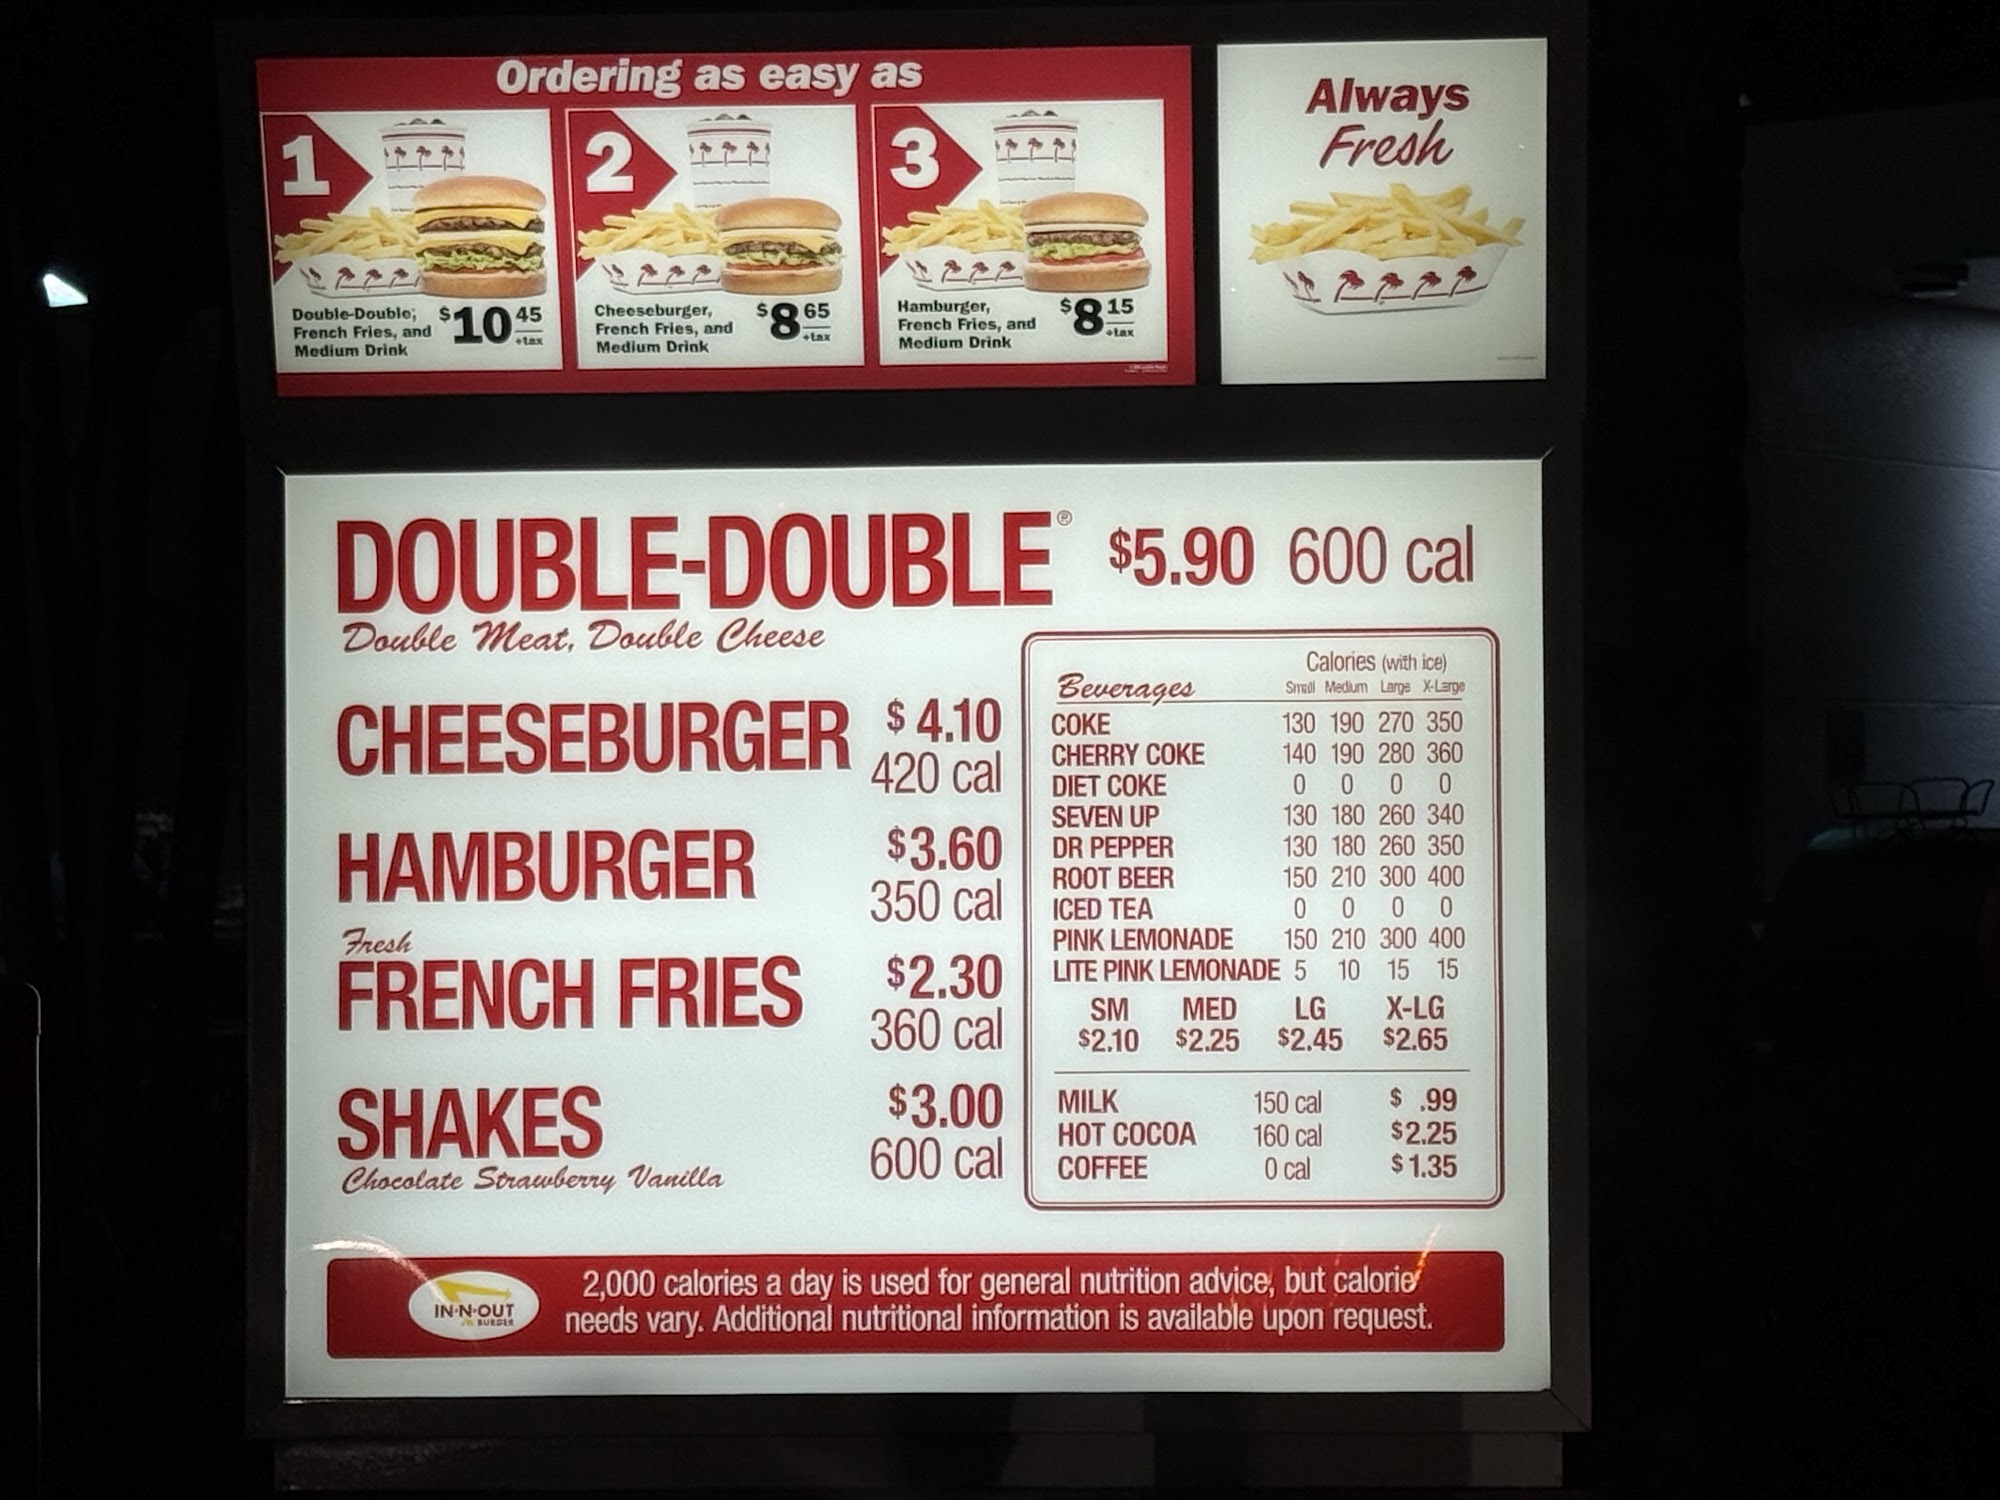 Ordering as easy as
1
Double-Double,
French Fries, and
Medium Drink
$10 45
+tax
2
Cheeseburger,
French Fries, and
Medium Drink
$8 65
+tax
3
Hamburger,
French Fries, and
Medium Drink
$8 15
+tax
Always
Fresh
DOUBLE-DOUBLE® $5.90 600 cal
Double Meat, Double Cheese
CHEESEBURGER $ 4.10
420 cal
HAMBURGER $3.60
350 cal
Fresh
FRENCH FRIES $2.30
360 cal
SHAKES $3.00
600 cal
Chocolate Strawberry Vanilla
Calories (with ice)
Beverages Small Medium Large X-Large
COKE 130 190 270 350
CHERRY COKE 140 190 280 360
DIET COKE 0 0 0 0
SEVEN UP 130 180 260 340
DR PEPPER 130 180 260 350
ROOT BEER 150 210 300 400
ICED TEA 0 0 0 0
PINK LEMONADE 150 210 300 400
LITE PINK LEMONADE 5 10 15 15
SM MED LG X-LG
$2.10 $2.25 $2.45 $2.65
MILK 150 cal $ .99
HOT COCOA 160 cal $2.25
COFFEE 0 cal $1.35
IN-N-OUT
BURGER
2,000 calories a day is used for general nutrition advice, but calorie
needs vary. Additional nutritional information is available upon request.